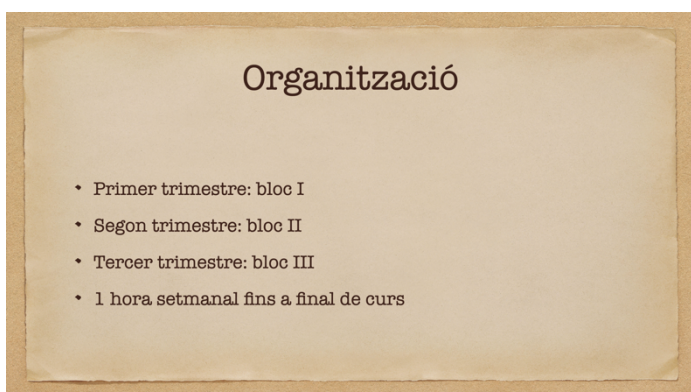 Organització
Primer trimestre: bloc I
Segon trimestre: bloc II
Tercer trimestre: bloc III
1 hora setmanal fins a final de curs